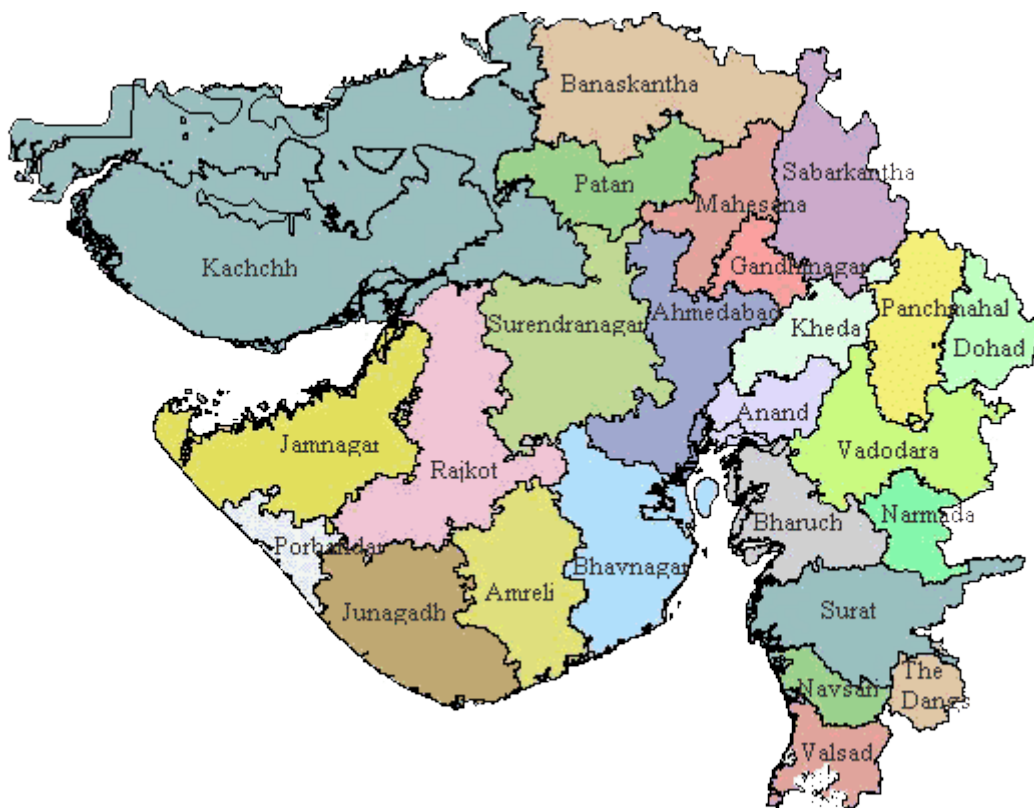 Banaskantha
Patan
Sabarkantha
Mahesana
Kachchh
Gandhinagar
Surendranagar
Ahmedabad
Kheda
Panchmahal
Dohad
Anand
Jamnagar
Rajkot
Vadodara
Bharuch
Narmada
Porbandar
Bhavnagar
Amreli
Junagadh
Surat
The
Dangs
Navsari
Valsad